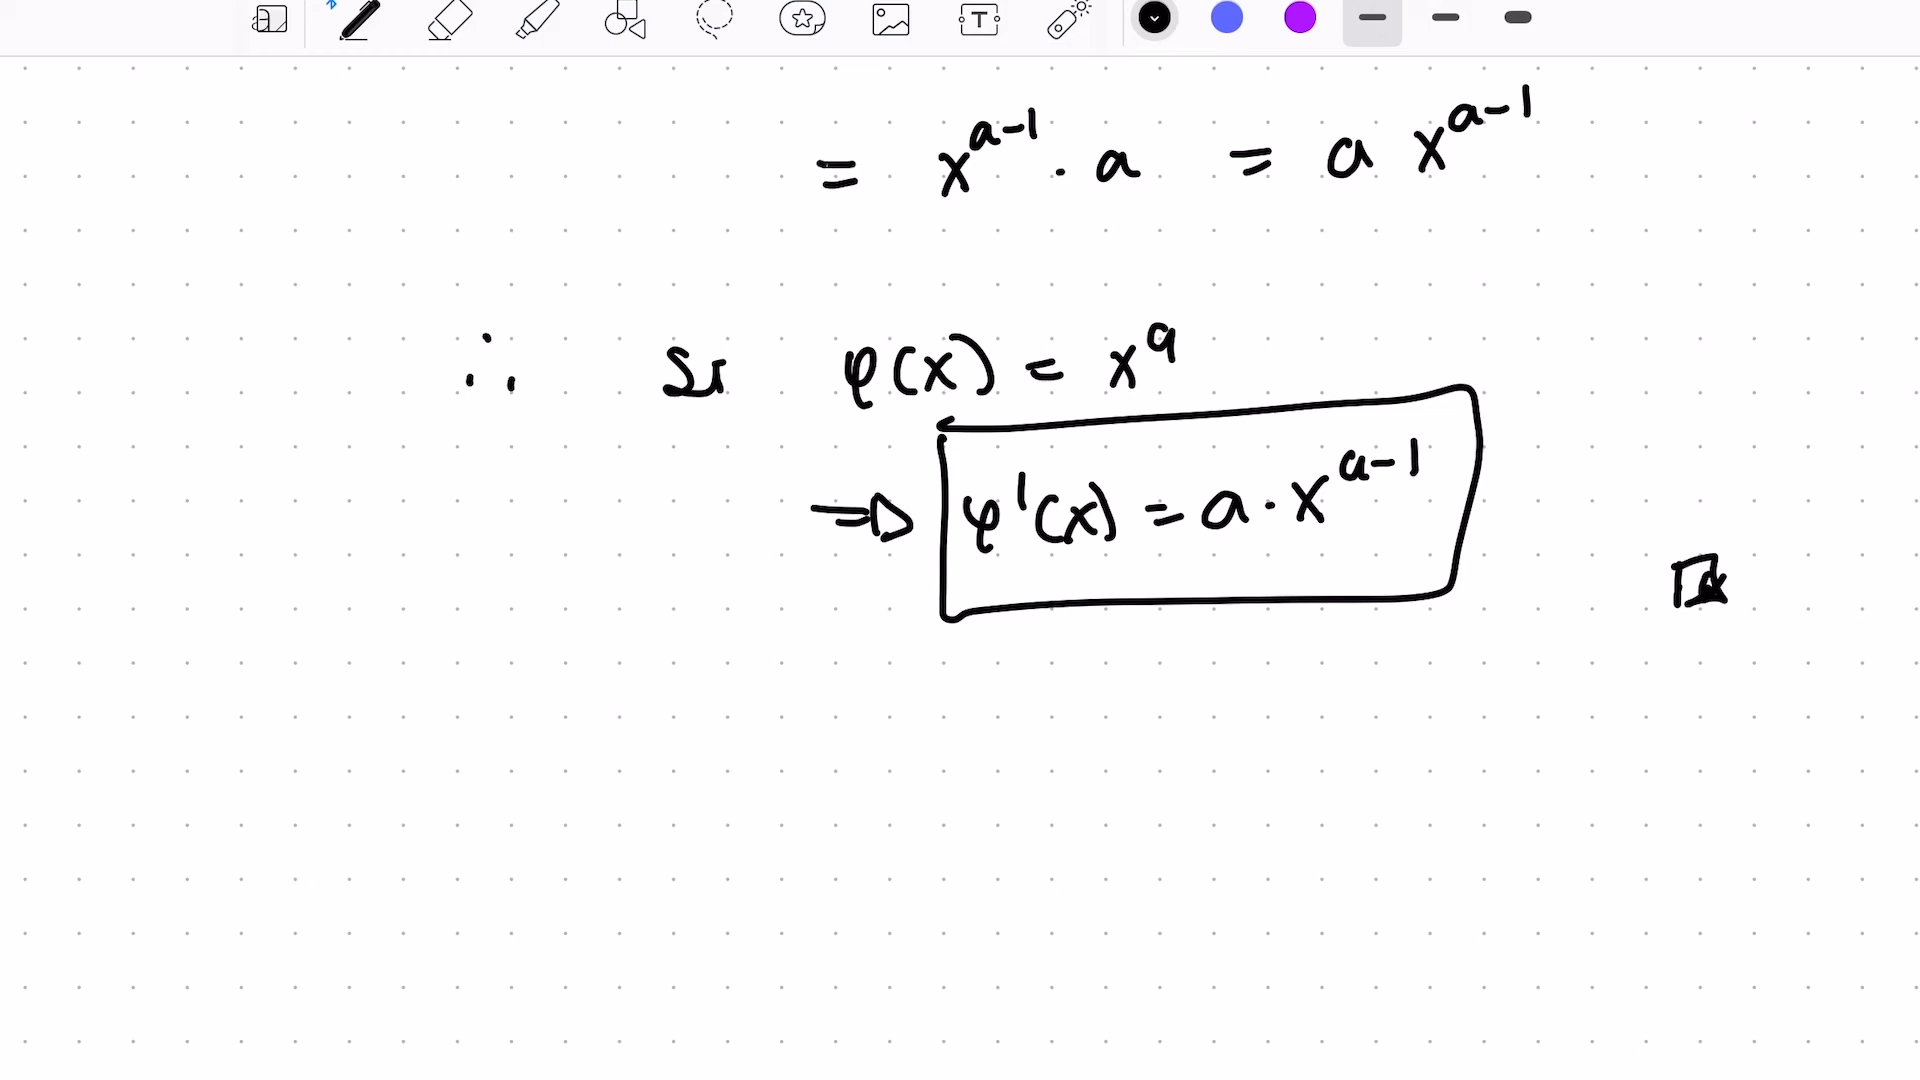 = x^{a-1} · a = a x^{a-1}
∴ Si φ(x) = x^a
⇒ φ'(x) = a · x^{a-1}